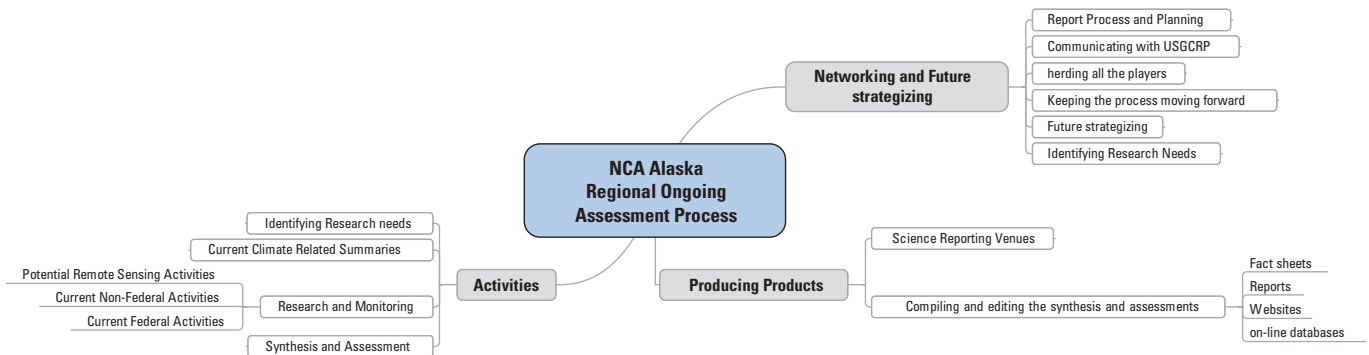 NCA Alaska
Regional Ongoing
Assessment Process
Networking and Future
strategizing
Report Process and Planning
Communicating with USGCRP
herding all the players
Keeping the process moving forward
Future strategizing
Identifying Research Needs
Producing Products
Science Reporting Venues
Compiling and editing the synthesis and assessments
Fact sheets
Reports
Websites
on-line databases
Activities
Identifying Research needs
Current Climate Related Summaries
Research and Monitoring
Potential Remote Sensing Activities
Current Non-Federal Activities
Current Federal Activities
Synthesis and Assessment